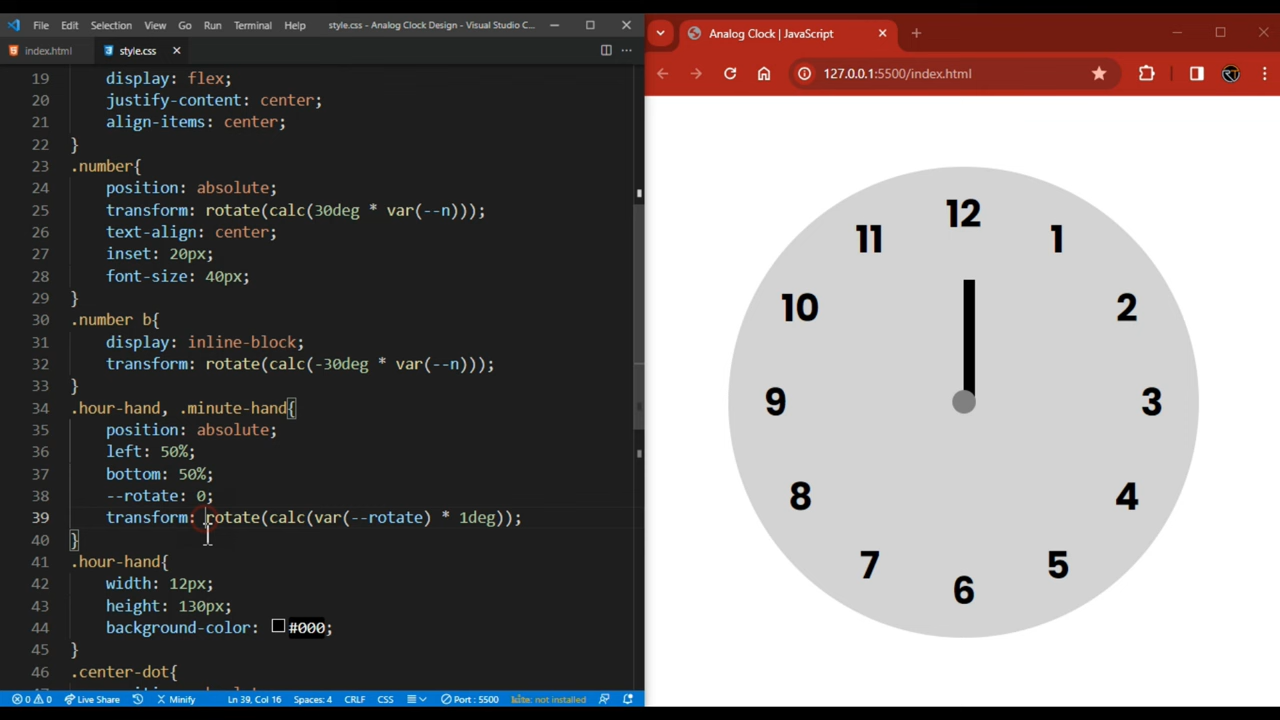 File Edit Selection View Go Run Terminal Help style.css - Analog Clock Design - Visual Studio C...
index.html style.css
19 display: flex;
20 justify-content: center;
21 align-items: center;
22 }
23 .number{
24 position: absolute;
25 transform: rotate(calc(30deg * var(--n)));
26 text-align: center;
27 inset: 20px;
28 font-size: 40px;
29 }
30 .number b{
31 display: inline-block;
32 transform: rotate(calc(-30deg * var(--n)));
33 }
34 .hour-hand, .minute-hand{
35 position: absolute;
36 left: 50%;
37 bottom: 50%;
38 --rotate: 0;
39 transform: rotate(calc(var(--rotate) * 1deg));
40 }
41 .hour-hand{
42 width: 12px;
43 height: 130px;
44 background-color: #000;
45 }
46 .center-dot{
0 0 Live Share Minify Ln 39, Col 16 Spaces: 4 CRLF CSS Port : 5500 kite: not installed
Analog Clock | JavaScript
127.0.0.1:5500/index.html
12
11 1
10 2
9 3
8 4
7 5
6